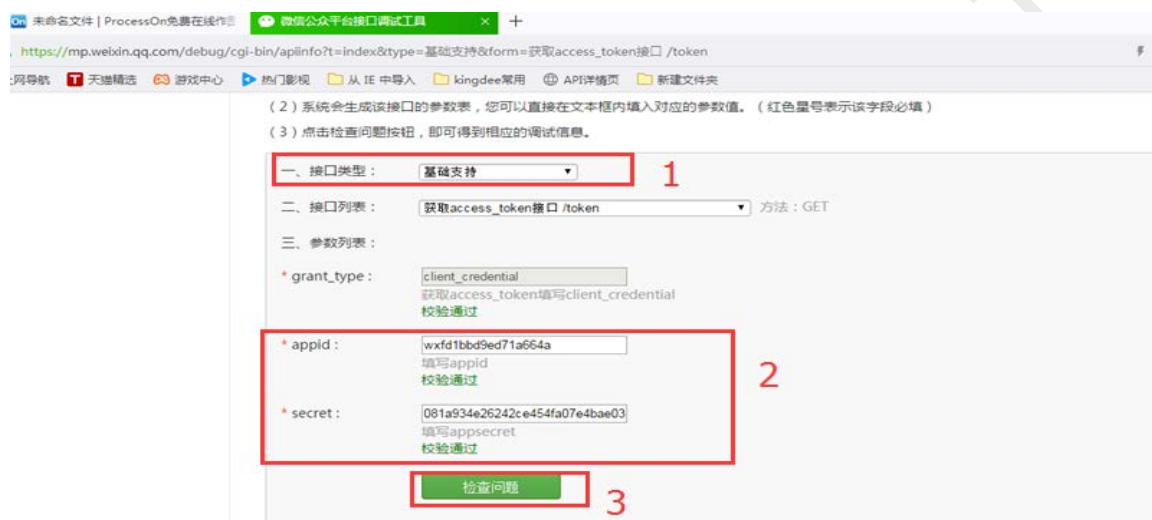 未命名文件 | ProcessOn免费在线作图
微信公众平台接口调试工具 × +
https://mp.weixin.qq.com/debug/cgi-bin/apiinfo?t=index&type=基础支持&form=获取access_token接口 /token
上网导航 天猫精选 游戏中心 热门影视 从 IE 中导入 kingdee常用 API详情页 新建文件夹
（2）系统会生成该接口的参数表，您可以直接在文本框内填入对应的参数值。（红色星号表示该字段必填）
（3）点击检查问题按钮，即可得到相应的调试信息。
一、接口类型： 基础支持 1
二、接口列表： 获取access_token接口 /token 方法：GET
三、参数列表：
* grant_type： client_credential
获取access_token填写client_credential
校验通过
* appid： wxfd1bbd9ed71a664a
填写appid
校验通过
2
* secret： 081a934e26242ce454fa07e4bae03
填写appsecret
校验通过
检查问题 3